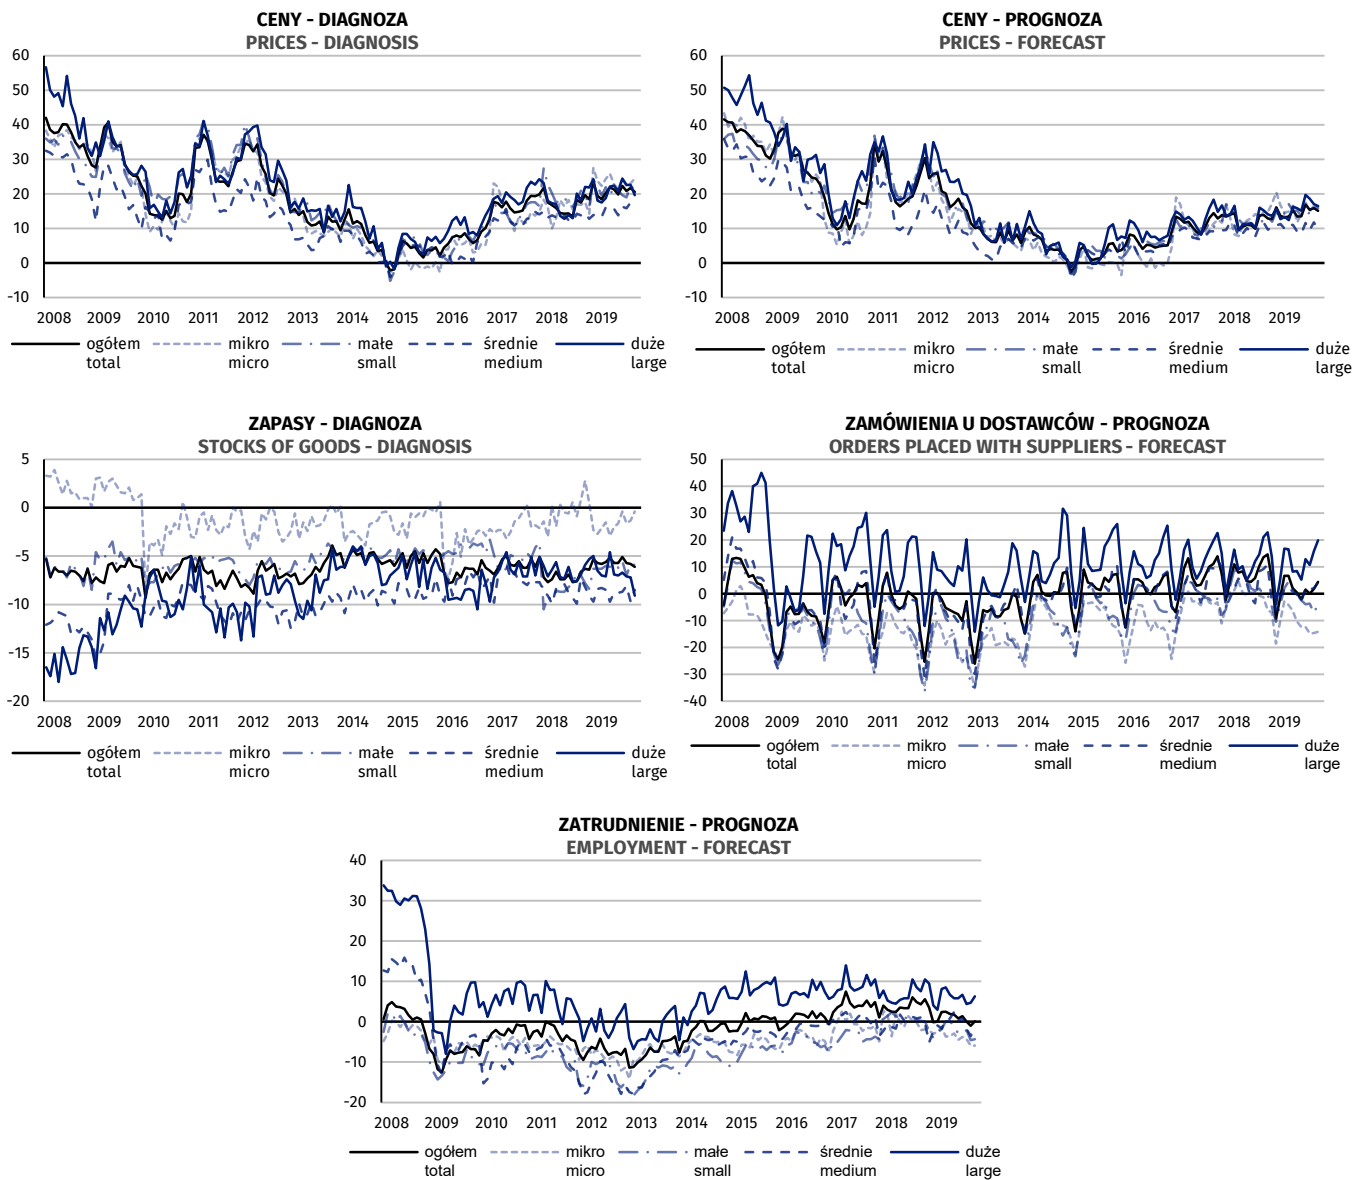 CENY - DIAGNOZA
PRICES - DIAGNOSIS
60
50
40
30
20
10
0
-10
2008 2009 2010 2011 2012 2013 2014 2015 2016 2017 2018 2019
ogółem mikro małe średnie duże
total micro small medium large
CENY - PROGNOZA
PRICES - FORECAST
60
50
40
30
20
10
0
-10
2008 2009 2010 2011 2012 2013 2014 2015 2016 2017 2018 2019
ogółem mikro małe średnie duże
total micro small medium large
ZAPASY - DIAGNOZA
STOCKS OF GOODS - DIAGNOSIS
5
0
-5
-10
-15
-20
2008 2009 2010 2011 2012 2013 2014 2015 2016 2017 2018 2019
ogółem mikro małe średnie duże
total micro small medium large
ZAMÓWIENIA U DOSTAWCÓW - PROGNOZA
ORDERS PLACED WITH SUPPLIERS - FORECAST
50
40
30
20
10
0
-10
-20
-30
-40
2008 2009 2010 2011 2012 2013 2014 2015 2016 2017 2018 2019
ogółem mikro małe średnie duże
total micro small medium large
ZATRUDNIENIE - PROGNOZA
EMPLOYMENT - FORECAST
40
30
20
10
0
-10
-20
2008 2009 2010 2011 2012 2013 2014 2015 2016 2017 2018 2019
ogółem mikro małe średnie duże
total micro small medium large